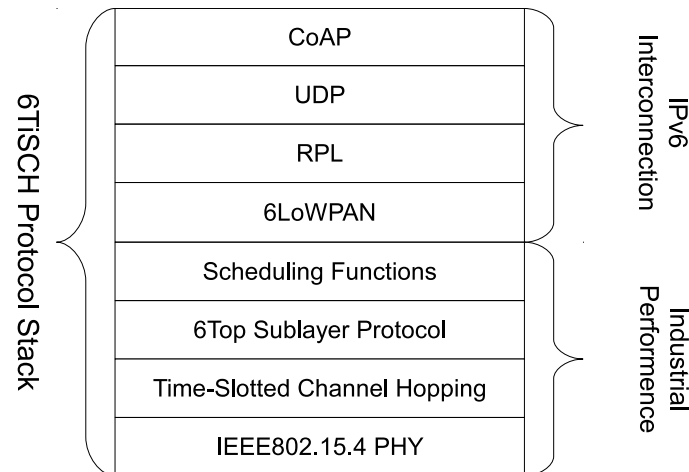 6TiSCH Protocol Stack
CoAP
UDP
RPL
6LoWPAN
Scheduling Functions
6Top Sublayer Protocol
Time-Slotted Channel Hopping
IEEE802.15.4 PHY
IPv6
Interconnection
Industrial
Performence